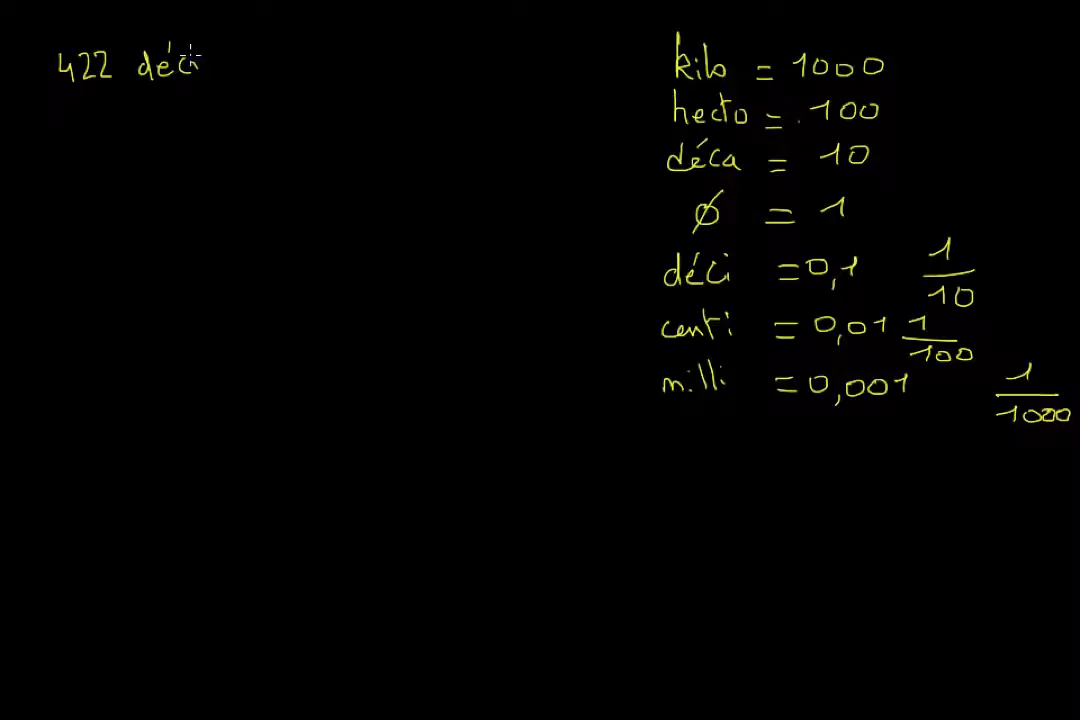 422 déci
kilo = 1000
hecto = 100
déca = 10
ø = 1
déci = 0,1 1/10
centi = 0,01 1/100
milli = 0,001 1/1000